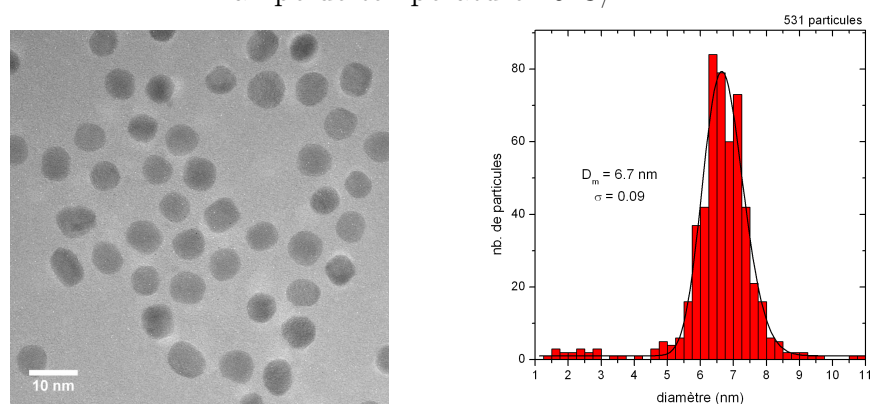 531 particules
80
60
40
20
0
nb. de particules
D_m = 6.7 nm
σ = 0.09
1 2 3 4 5 6 7 8 9 10 11
diamètre (nm)
10 nm